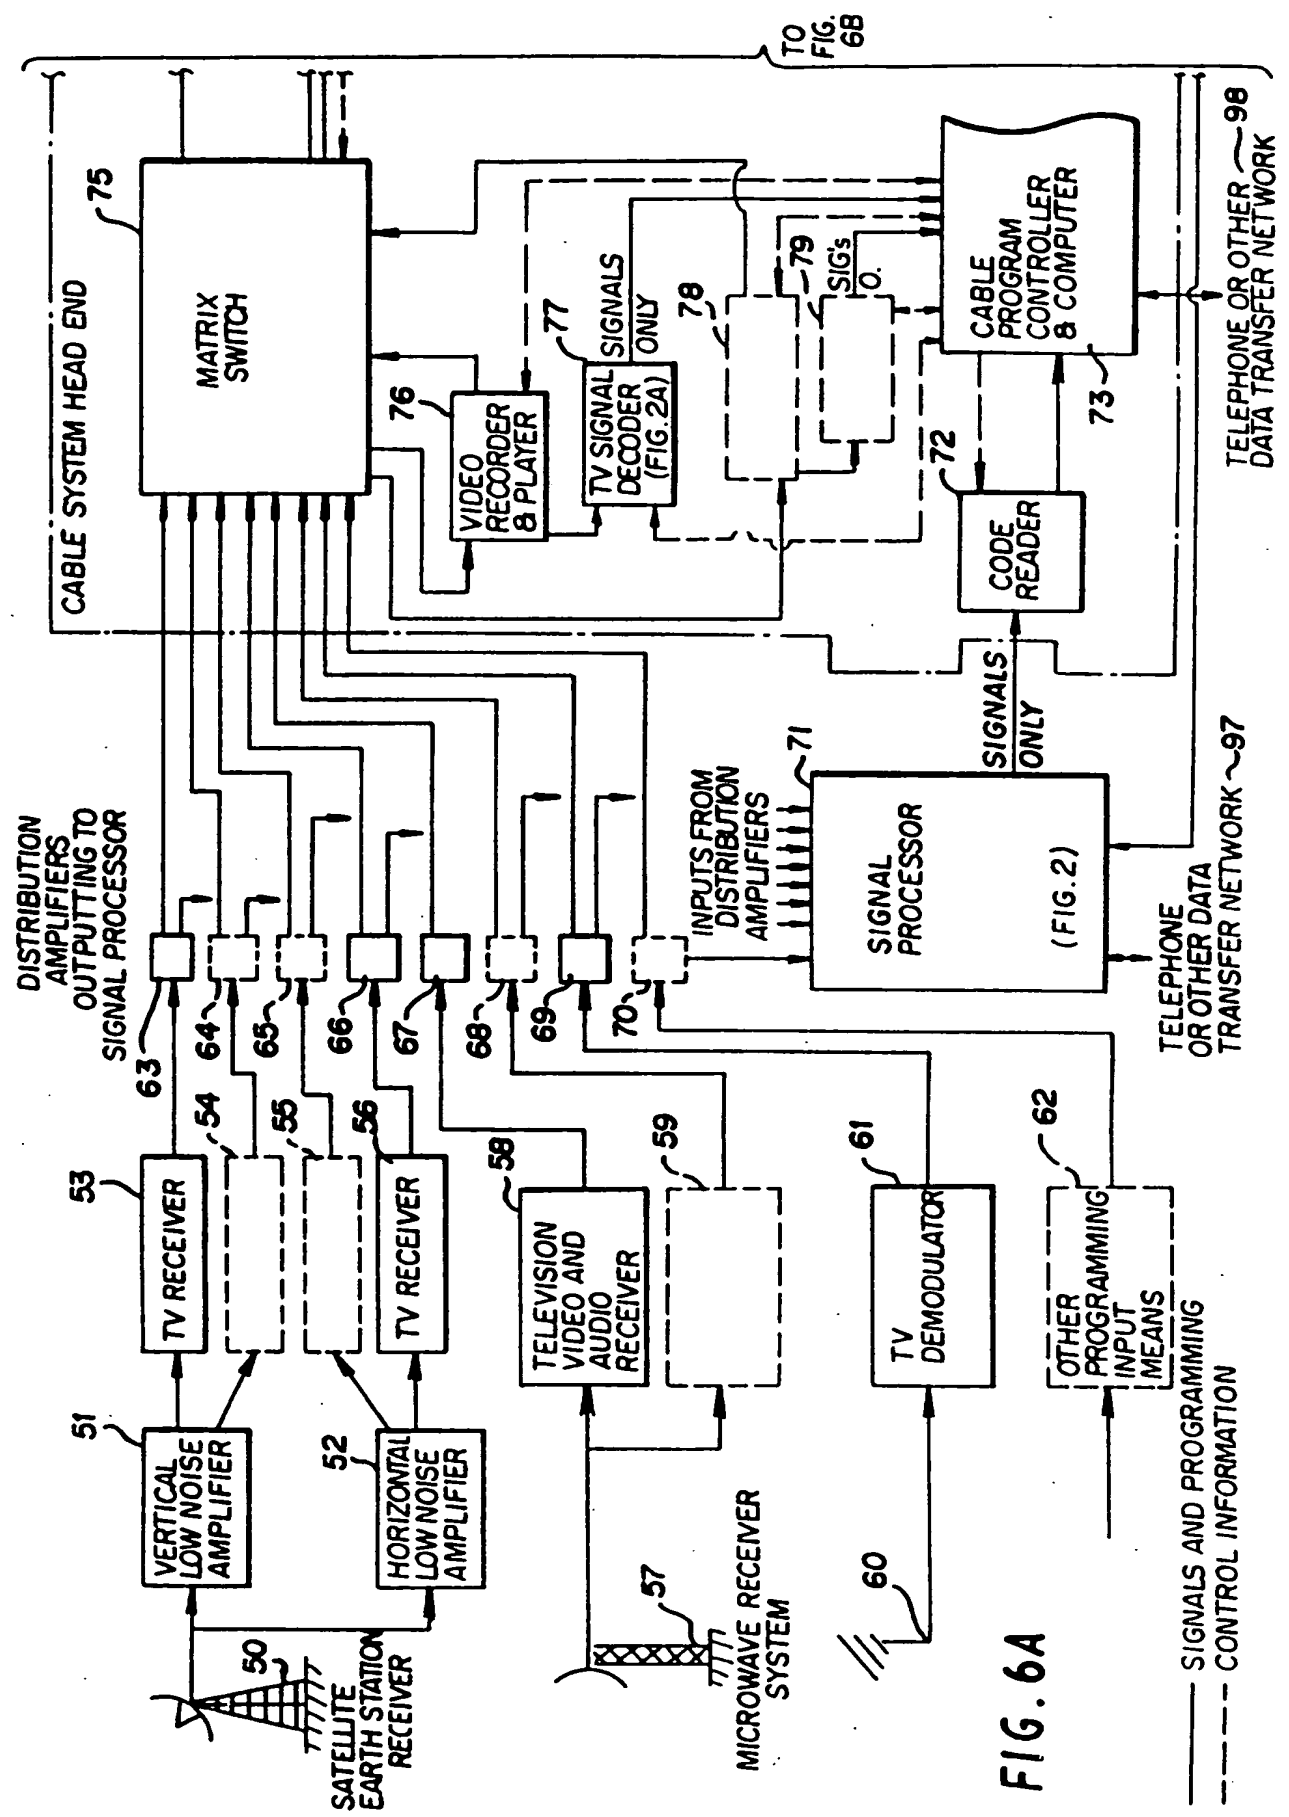 CABLE SYSTEM HEAD END
75
MATRIX
SWITCH
TO
FIG.
6B
76
VIDEO
RECORDER
& PLAYER
77
TV SIGNAL
DECODER
(FIG. 2A)
SIGNALS
ONLY
78
79
SIG's
O.
CABLE
PROGRAM
CONTROLLER
& COMPUTER
73
72
CODE
READER
TELEPHONE OR OTHER
DATA TRANSFER NETWORK
98
DISTRIBUTION
AMPLIFIERS
OUTPUTTING TO
SIGNAL PROCESSOR
63
64
65
66
67
68
69
70
INPUTS FROM
DISTRIBUTION
AMPLIFIERS
71
SIGNAL
PROCESSOR
(FIG. 2)
SIGNALS
ONLY
TELEPHONE
OR OTHER DATA
TRANSFER NETWORK
97
53
TV RECEIVER
54
55
56
TV RECEIVER
58
TELEVISION
VIDEO AND
AUDIO
RECEIVER
59
61
TV
DEMODULATOR
62
OTHER
PROGRAMMING
INPUT
MEANS
51
VERTICAL
LOW NOISE
AMPLIFIER
52
HORIZONTAL
LOW NOISE
AMPLIFIER
50
SATELLITE
EARTH STATION
RECEIVER
57
MICROWAVE RECEIVER
SYSTEM
60
FIG. 6A
SIGNALS AND PROGRAMMING
CONTROL INFORMATION